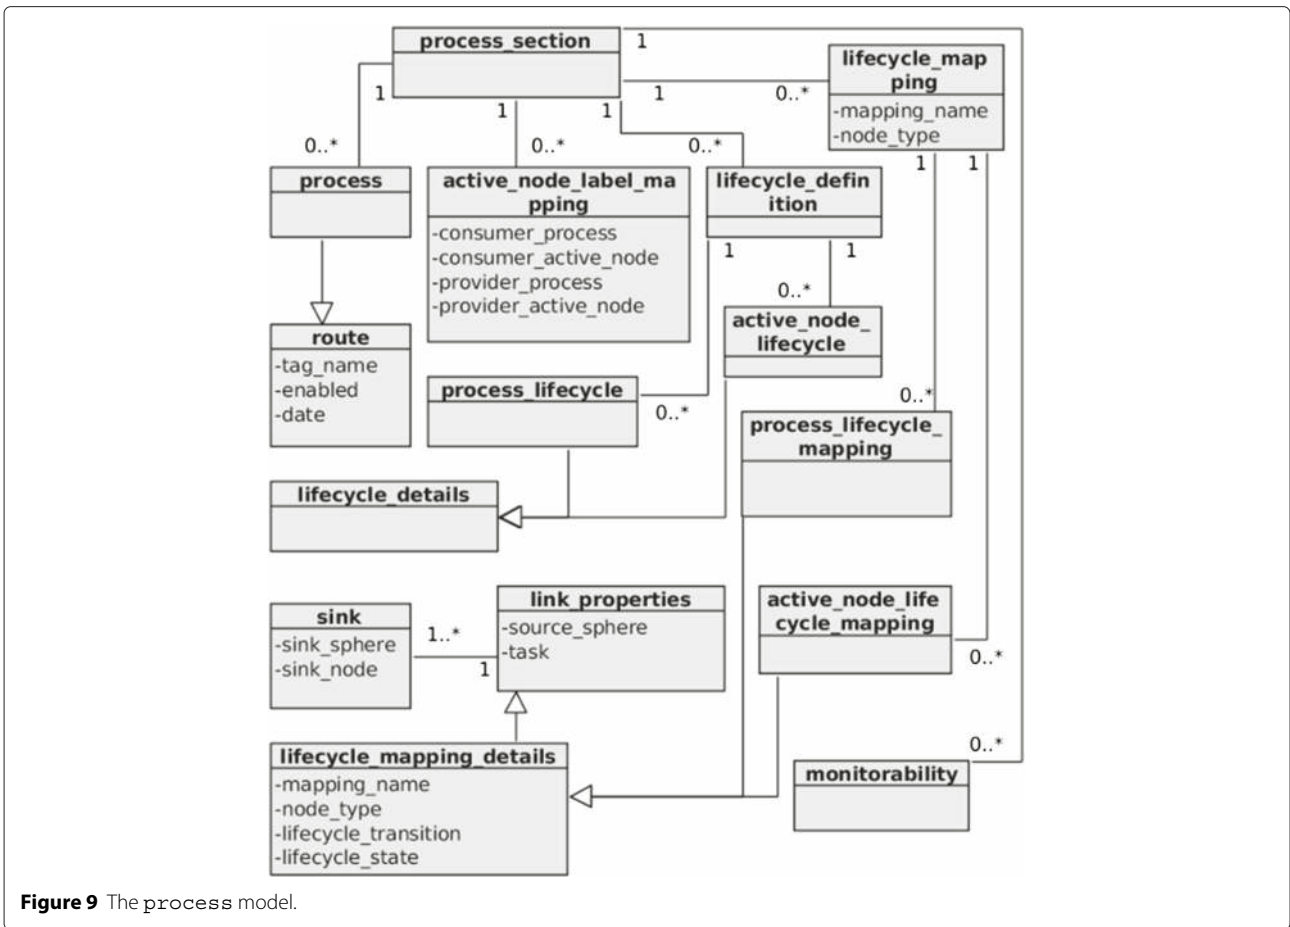 process_section
1
1
1
1
1
0..*
0..*
0..*
0..*
lifecycle_map
ping
-mapping_name
-node_type
1
1
process
active_node_label_ma
pping
-consumer_process
-consumer_active_node
-provider_process
-provider_active_node
lifecycle_defin
ition
1
1
0..*
0..*
route
-tag_name
-enabled
-date
active_node_
lifecycle
process_lifecycle
0..*
process_lifecycle_
mapping
lifecycle_details
sink
-sink_sphere
-sink_node
1..*
1
link_properties
-source_sphere
-task
active_node_life
cycle_mapping
0..*
lifecycle_mapping_details
-mapping_name
-node_type
-lifecycle_transition
-lifecycle_state
0..*
monitorability
Figure 9 The process model.